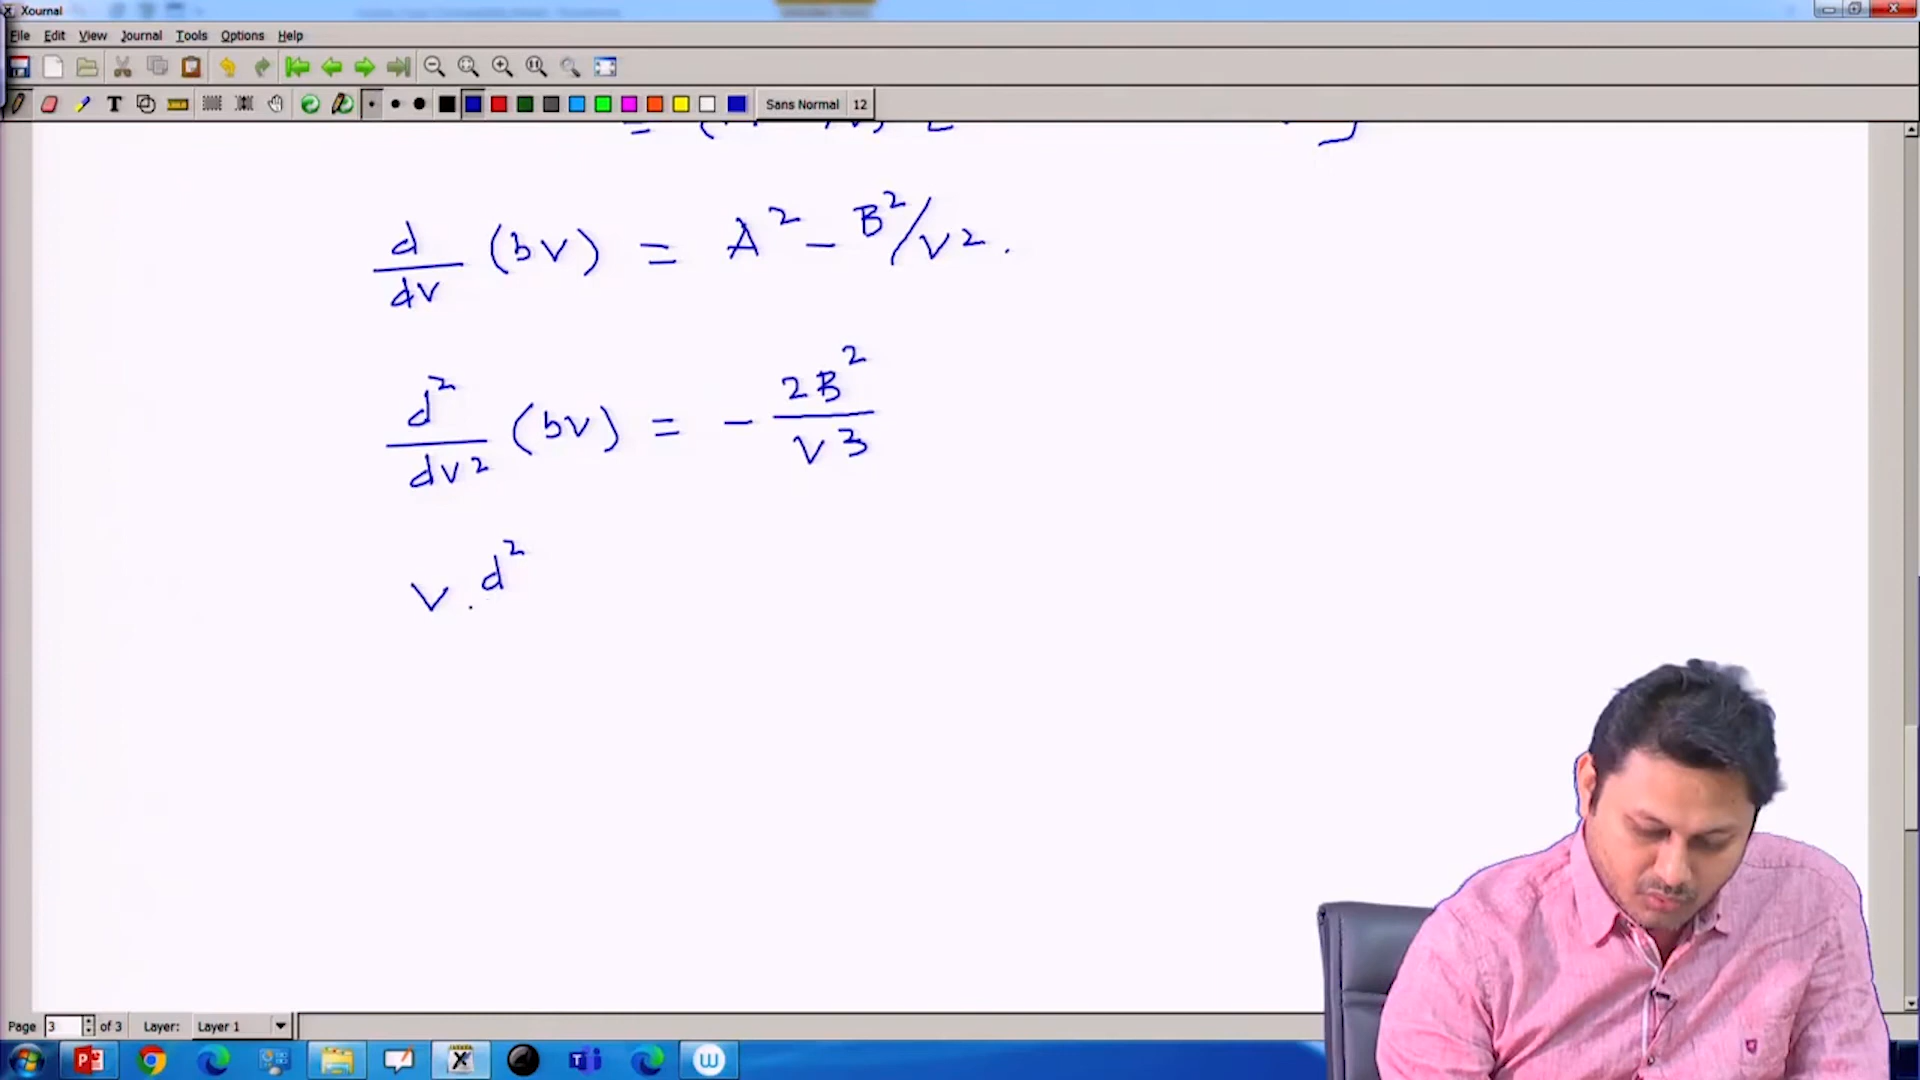 Xournal
File Edit View Journal Tools Options Help
T Sans Normal 12
d/dv (bv) = A² - B²/v2.
d²/dv2 (bv) = - 2B²/v3
v. d²
Page 3 of 3 Layer: Layer 1